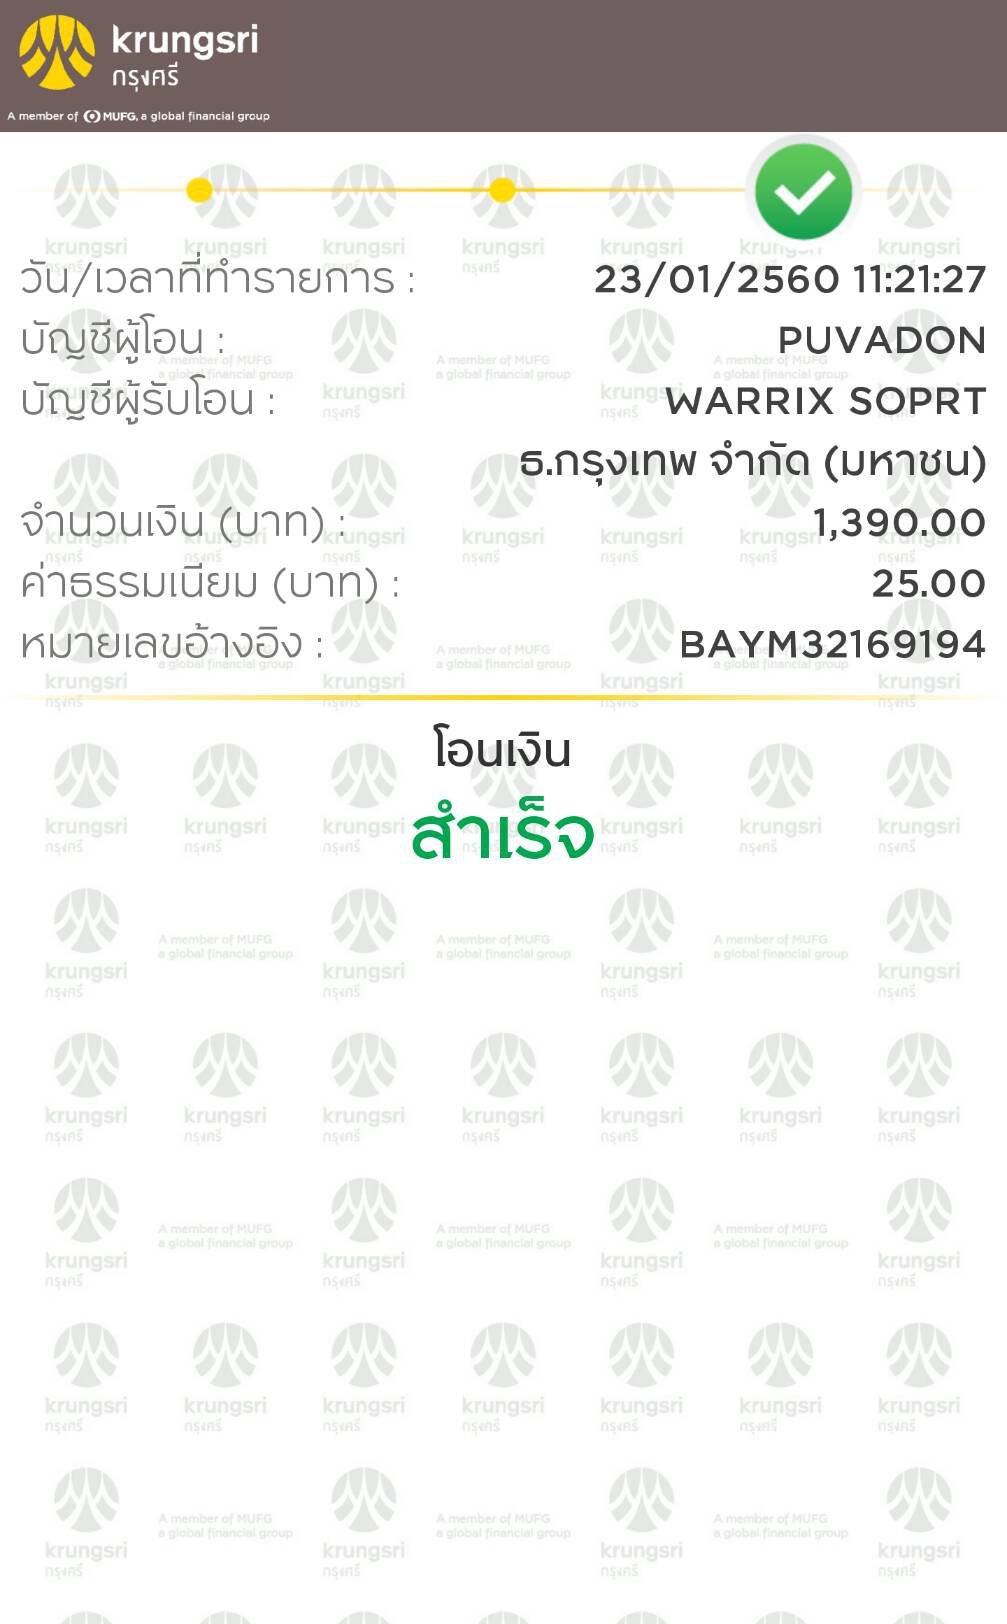 krungsri
กรุงศรี
A member of MUFG, a global financial group
วัน/เวลาที่ทำรายการ : 23/01/2560 11:21:27
บัญชีผู้โอน : PUVADON
บัญชีผู้รับโอน : WARRIX SOPRT
ธ.กรุงเทพ จำกัด (มหาชน)
จำนวนเงิน (บาท) : 1,390.00
ค่าธรรมเนียม (บาท) : 25.00
หมายเลขอ้างอิง : BAYM32169194
โอนเงิน
สำเร็จ